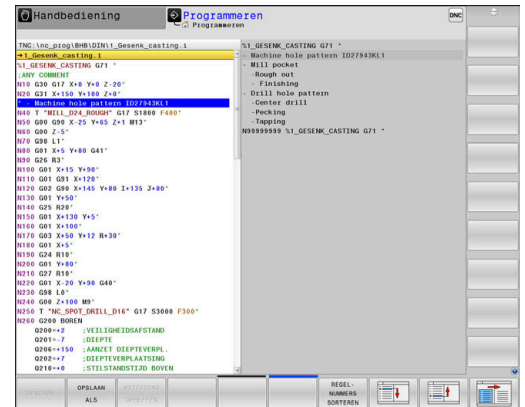 Handbediening
Programmeren
Programmeren
DNC
TNC:\nc_prog\BHB\DIN\1_Gesenk_casting.i
→1_Gesenk_casting.i
%1_GESENK_CASTING G71 *
;ANY COMMENT
N10 G30 G17 X+0 Y+0 Z-20*
N20 G31 X+150 Y+100 Z+0*
* - Machine hole pattern ID27943KL1
N40 T "MILL_D24_ROUGH" G17 S1800 F400*
N50 G00 G90 X-25 Y+65 Z+1 M13*
N60 G00 Z-5*
N70 G98 L1*
N80 G01 X+5 Y+80 G41*
N90 G26 R3*
N100 G01 X+15 Y+90*
N110 G01 G91 X+120*
N120 G02 G90 X+145 Y+80 I+135 J+80*
N130 G01 Y+50*
N140 G25 R20*
N150 G01 X+130 Y+5*
N160 G01 X+100*
N170 G03 X+50 Y+12 R+30*
N180 G01 X+5*
N190 G24 R10*
N200 G01 Y+80*
N210 G27 R10*
N220 G01 X-20 Y+90 G40*
N230 G98 L0*
N240 G00 Z+100 M9*
N250 T "NC_SPOT_DRILL_D16" G17 S3000 F300*
N260 G200 BOREN
Q200=+2 ;VEILIGHEIDSAFSTAND
Q201=-7 ;DIEPTE
Q206=+150 ;AANZET DIEPTEVERPL.
Q202=+7 ;DIEPTEVERPLAATSING
Q210=+0 ;STILSTANDSTIJD BOVEN
%1_GESENK_CASTING G71 *
- Machine hole pattern ID27943KL1
- Mill pocket
-Rough out
- Finishing
- Drill hole pattern
-Center drill
-Pecking
-Tapping
N99999999 %1_GESENK_CASTING G71 *
OPSLAAN
ALS
REGEL-
NUMMERS
SORTEREN